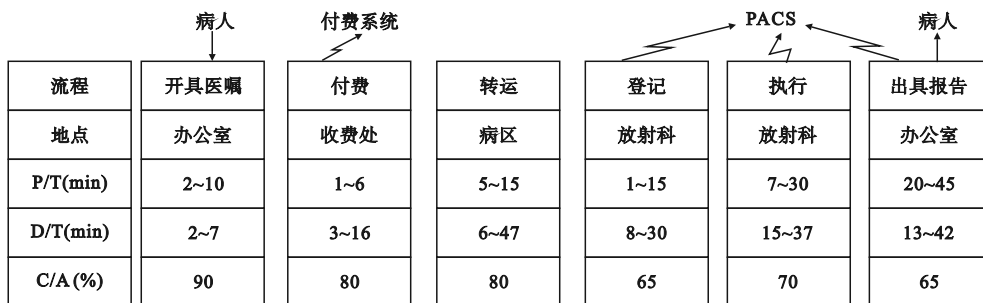 病人 付费系统 PACS 病人
流程 开具医嘱 付费 转运 登记 执行 出具报告
地点 办公室 收费处 病区 放射科 放射科 办公室
P/T(min) 2~10 1~6 5~15 1~15 7~30 20~45
D/T(min) 2~7 3~16 6~47 8~30 15~37 13~42
C/A(%) 90 80 80 65 70 65